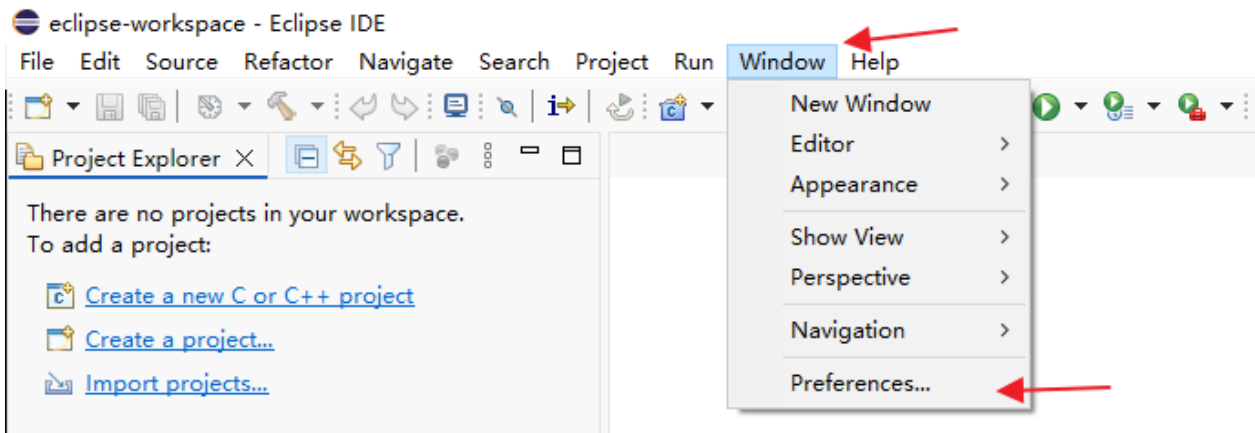 eclipse-workspace - Eclipse IDE
File Edit Source Refactor Navigate Search Project Run Window Help
Project Explorer
There are no projects in your workspace.
To add a project:
Create a new C or C++ project
Create a project...
Import projects...
New Window
Editor
Appearance
Show View
Perspective
Navigation
Preferences...